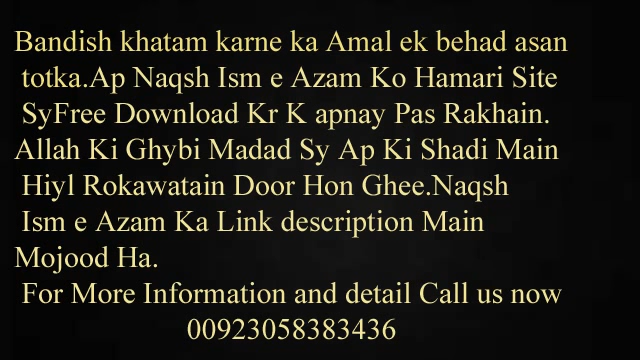 Bandish khatam karne ka Amal ek behad asan
totka.Ap Naqsh Ism e Azam Ko Hamari Site
SyFree Download Kr K apnay Pas Rakhain.
Allah Ki Ghybi Madad Sy Ap Ki Shadi Main
Hiyl Rokawatain Door Hon Ghee.Naqsh
Ism e Azam Ka Link description Main
Mojood Ha.
For More Information and detail Call us now
00923058383436